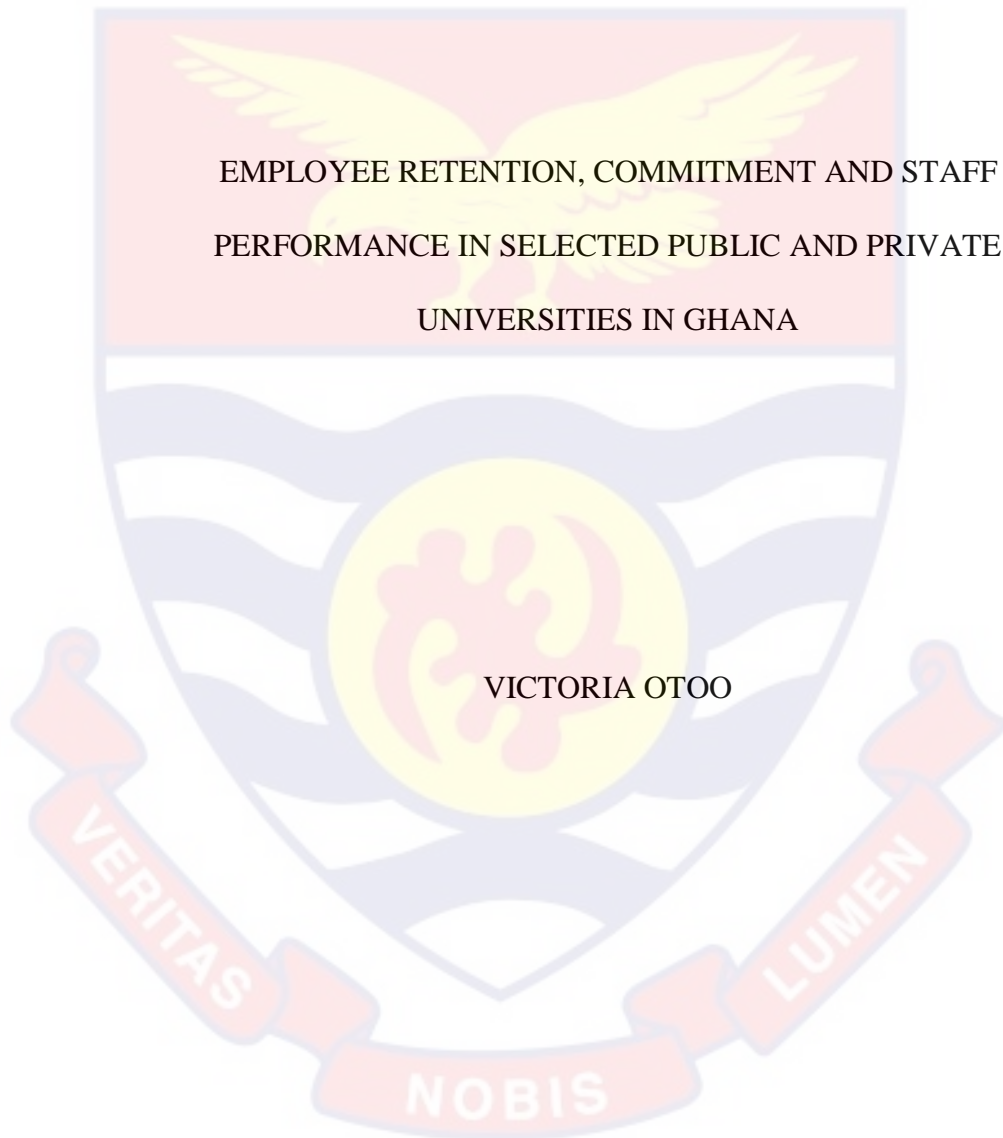 EMPLOYEE RETENTION, COMMITMENT AND STAFF
PERFORMANCE IN SELECTED PUBLIC AND PRIVATE
UNIVERSITIES IN GHANA
VICTORIA OTOO
VERITAS
NOBIS
LUMEN